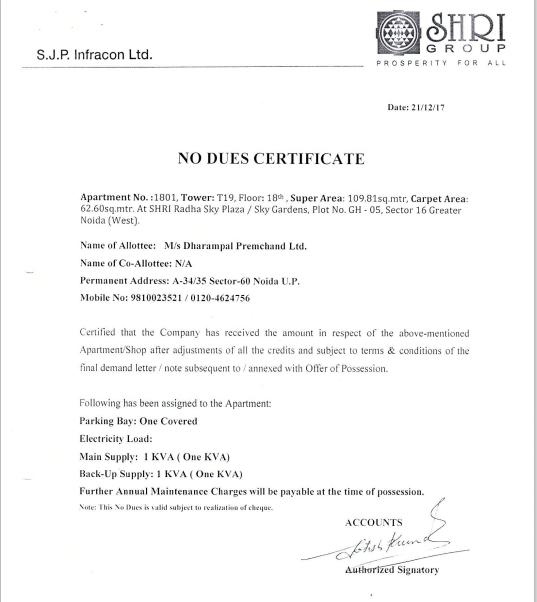 S.J.P. Infracon Ltd.
SHRI
GROUP
PROSPERITY FOR ALL
Date: 21/12/17
NO DUES CERTIFICATE
Apartment No. :1801, Tower: T19, Floor: 18th , Super Area: 109.81sq.mtr, Carpet Area:
62.60sq.mtr. At SHRI Radha Sky Plaza / Sky Gardens, Plot No. GH - 05, Sector 16 Greater
Noida (West).
Name of Allottee: M/s Dharampal Premchand Ltd.
Name of Co-Allottee: N/A
Permanent Address: A-34/35 Sector-60 Noida U.P.
Mobile No: 9810023521 / 0120-4624756
Certified that the Company has received the amount in respect of the above-mentioned
Apartment/Shop after adjustments of all the credits and subject to terms & conditions of the
final demand letter / note subsequent to / annexed with Offer of Possession.
Following has been assigned to the Apartment:
Parking Bay: One Covered
Electricity Load:
Main Supply: 1 KVA ( One KVA)
Back-Up Supply: 1 KVA ( One KVA)
Further Annual Maintenance Charges will be payable at the time of possession.
Note: This No Dues is valid subject to realization of cheque.
ACCOUNTS
Authorized Signatory